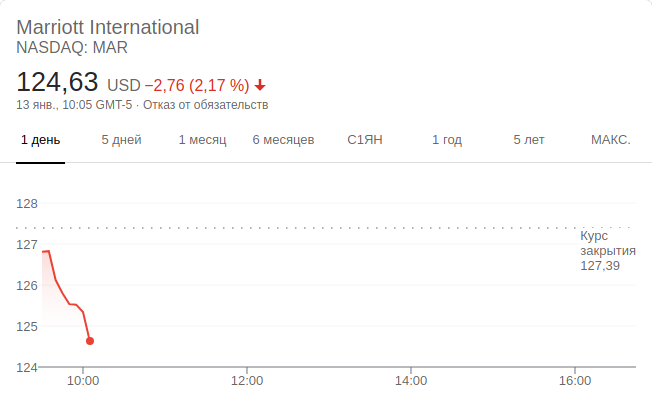 Marriott International
NASDAQ: MAR
124,63 USD −2,76 (2,17 %)
13 янв., 10:05 GMT-5 · Отказ от обязательств
1 день 5 дней 1 месяц 6 месяцев С1ЯН 1 год 5 лет МАКС.
128
127
126
125
124
Курс
закрытия
127,39
10:00 12:00 14:00 16:00